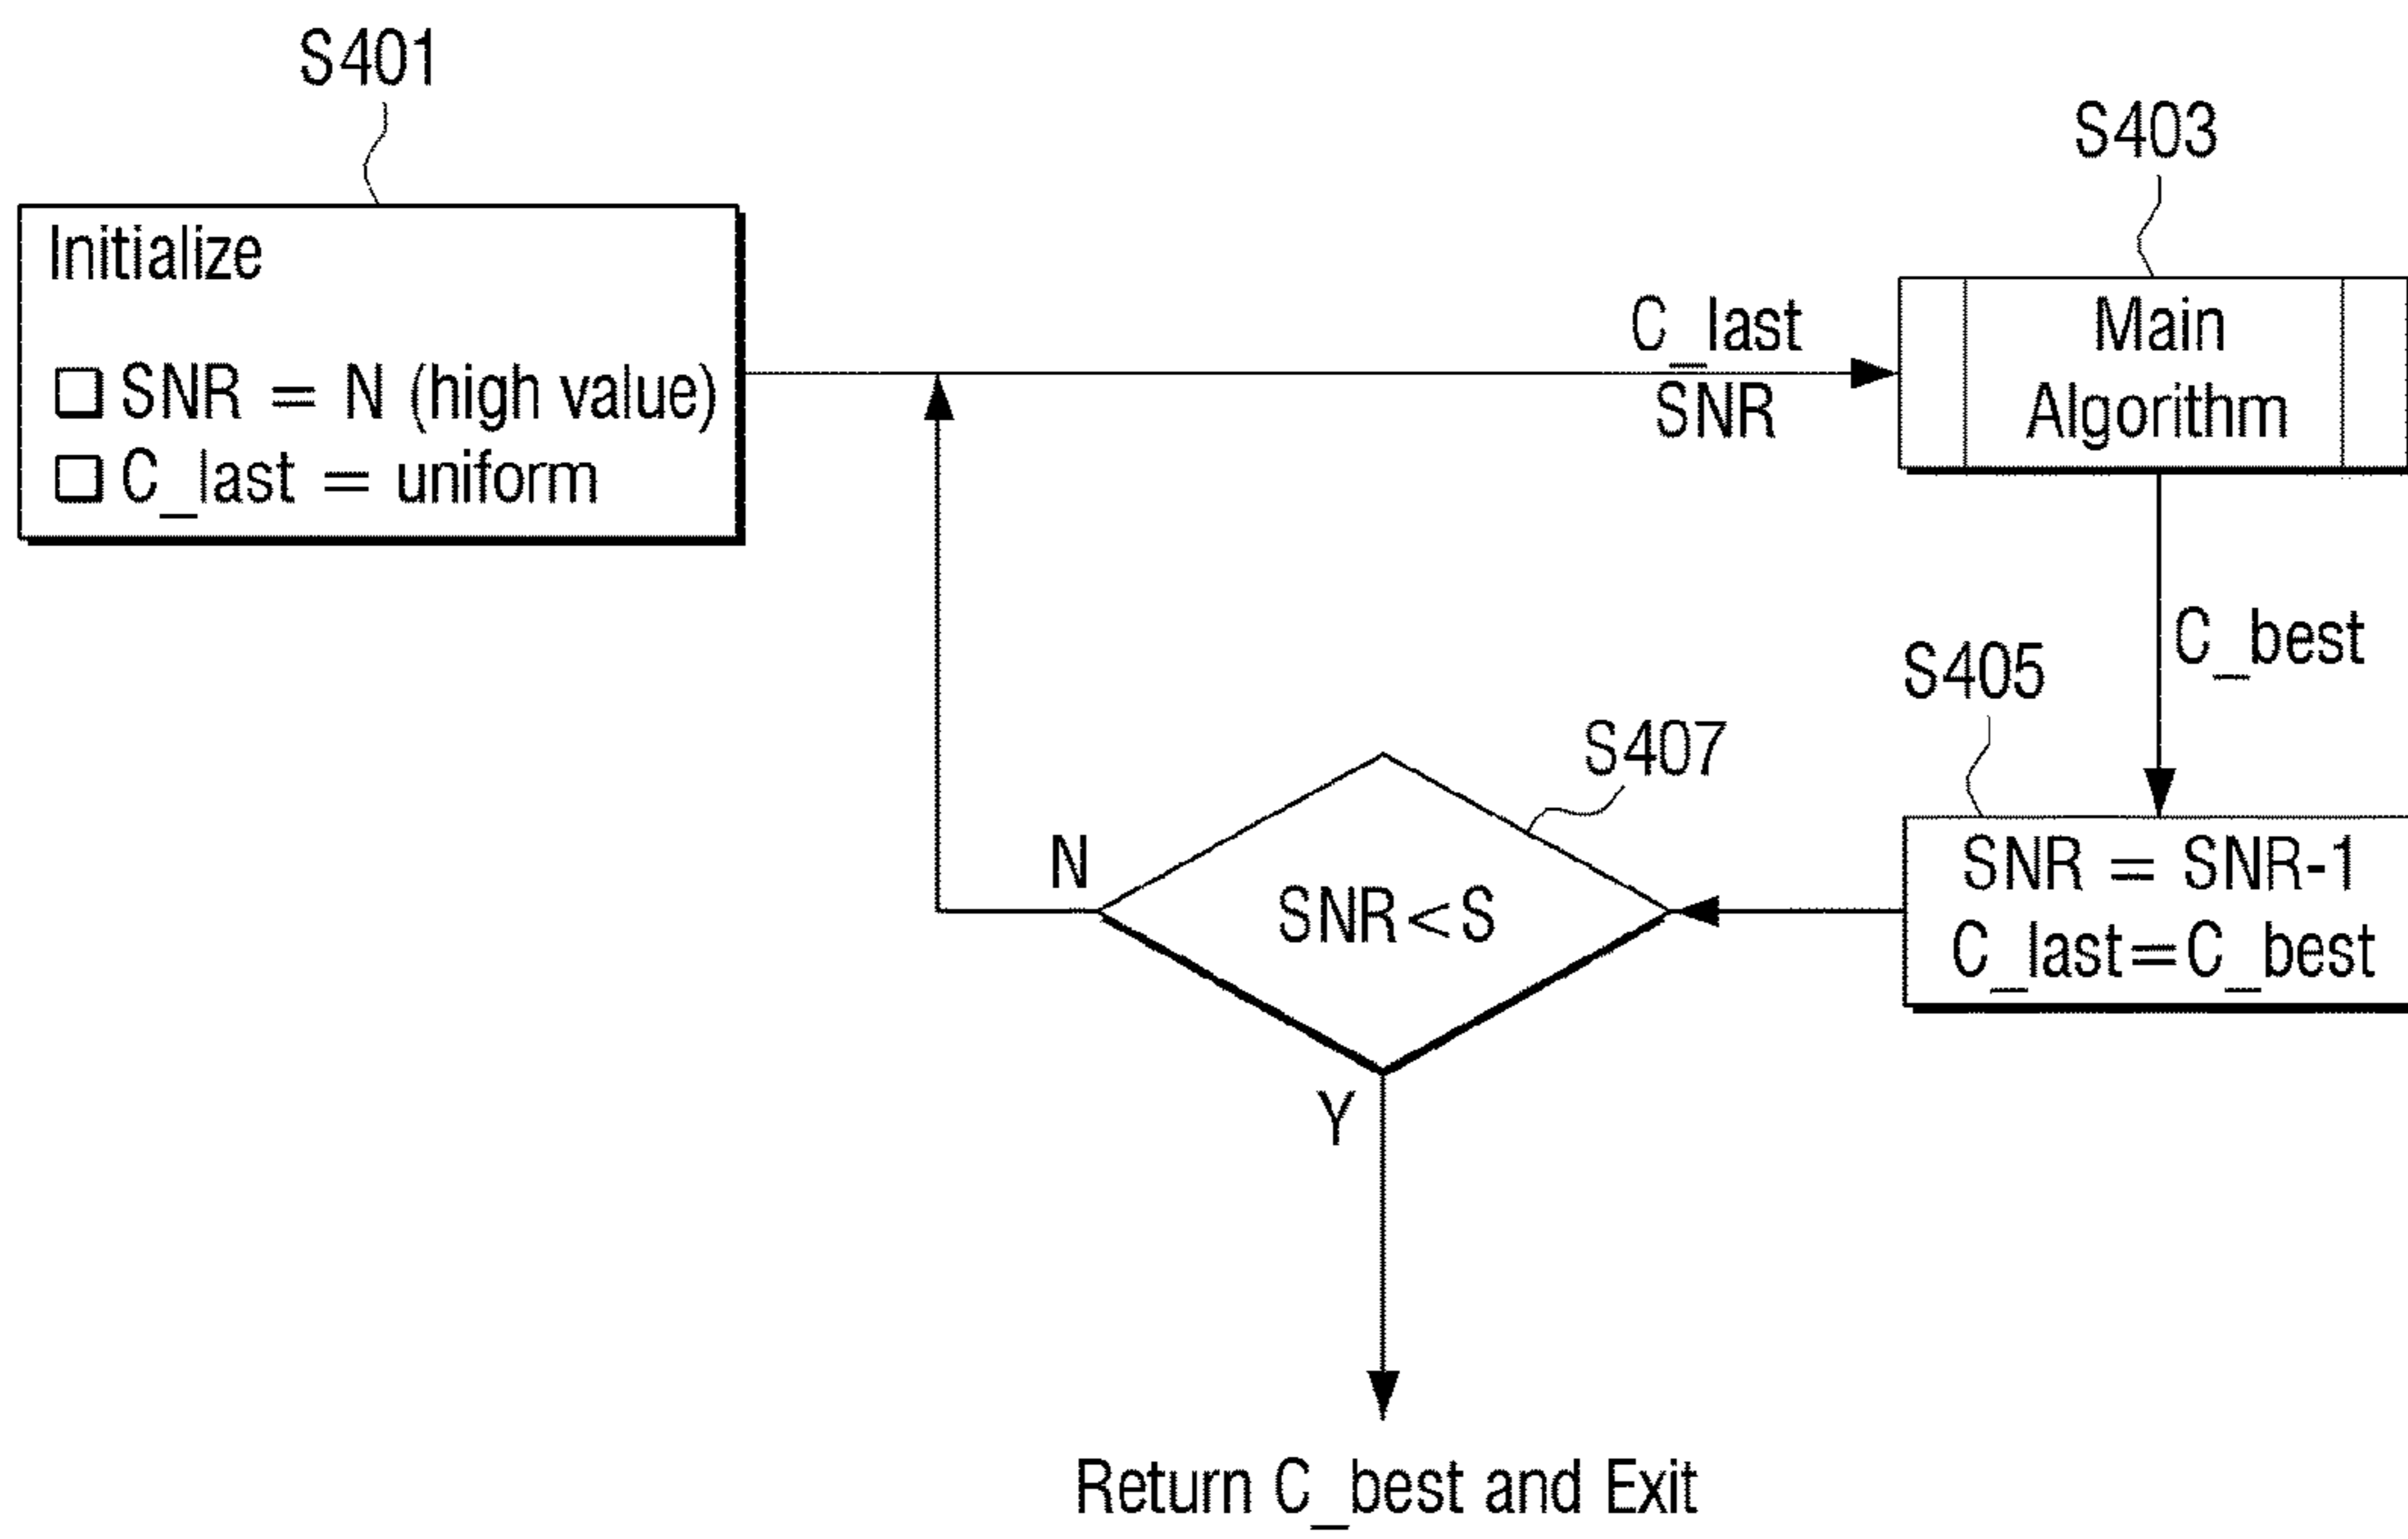 S401
Initialize
SNR = N (high value)
C_last = uniform
C_last
SNR
S403
Main
Algorithm
C_best
S405
SNR = SNR-1
C_last=C_best
S407
SNR<S
N
Y
Return C_best and Exit